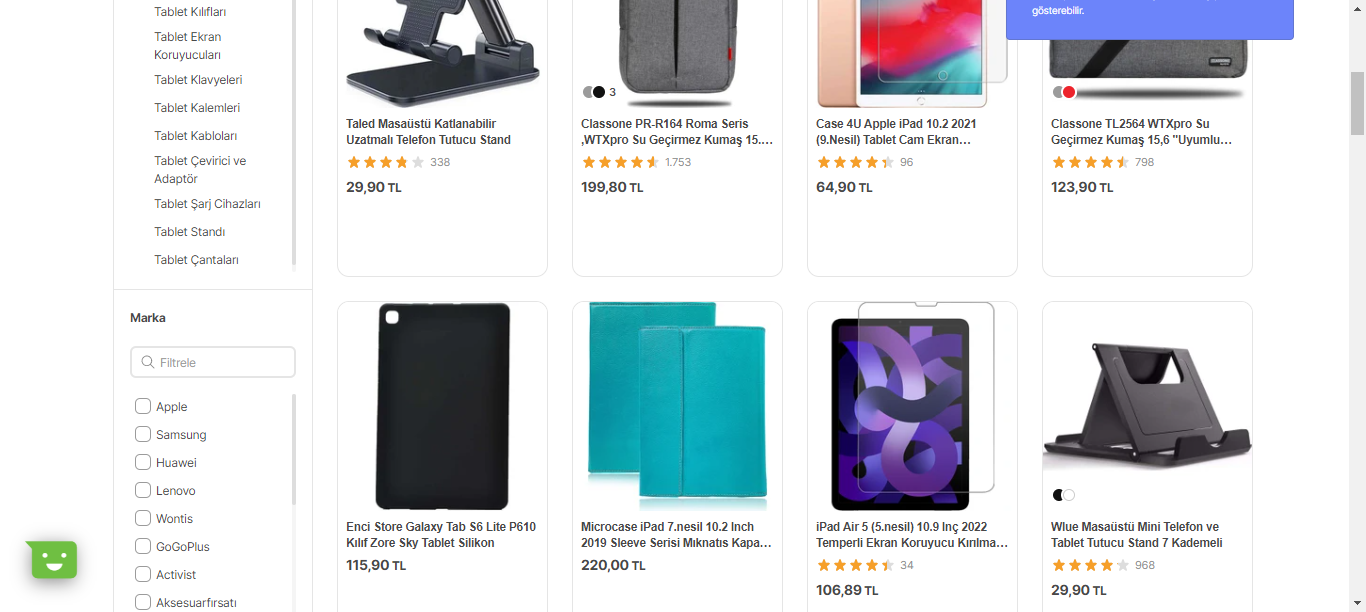 Tablet Kılıfları
Tablet Ekran
Koruyucuları
Tablet Klavyeleri
Tablet Kalemleri
Tablet Kabloları
Tablet Çevirici ve
Adaptör
Tablet Şarj Cihazları
Tablet Standı
Tablet Çantaları
Marka
Filtrele
Apple
Samsung
Huawei
Lenovo
Wontis
GoGoPlus
Activist
Aksesuarfırsatı
gösterebilir.
3
Taled Masaüstü Katlanabilir
Uzatmalı Telefon Tutucu Stand
338
29,90 TL
Classone PR-R164 Roma Seris
,WTXpro Su Geçirmez Kumaş 15....
1.753
199,80 TL
Case 4U Apple iPad 10.2 2021
(9.Nesil) Tablet Cam Ekran...
96
64,90 TL
Classone TL2564 WTXpro Su
Geçirmez Kumaş 15,6 "Uyumlu...
798
123,90 TL
Enci Store Galaxy Tab S6 Lite P610
Kılıf Zore Sky Tablet Silikon
115,90 TL
Microcase iPad 7.nesil 10.2 Inch
2019 Sleeve Serisi Mıknatıs Kapa...
220,00 TL
iPad Air 5 (5.nesil) 10.9 Inç 2022
Temperli Ekran Koruyucu Kırılma...
34
106,89 TL
Wlue Masaüstü Mini Telefon ve
Tablet Tutucu Stand 7 Kademeli
968
29,90 TL